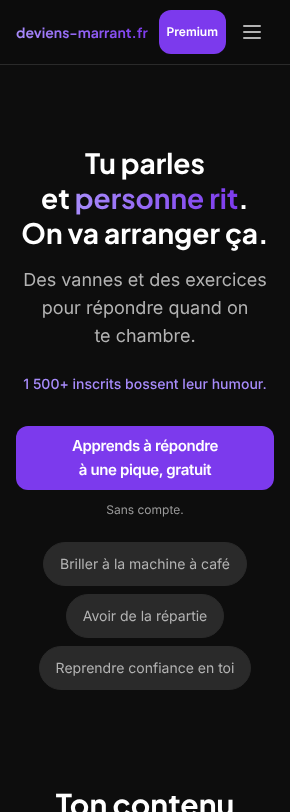 deviens-marrant.fr
Premium
Tu parles
et personne rit.
On va arranger ça.
Des vannes et des exercices
pour répondre quand on
te chambre.
1 500+ inscrits bossent leur humour.
Apprends à répondre
à une pique, gratuit
Sans compte.
Briller à la machine à café
Avoir de la répartie
Reprendre confiance en toi
Ton contenu